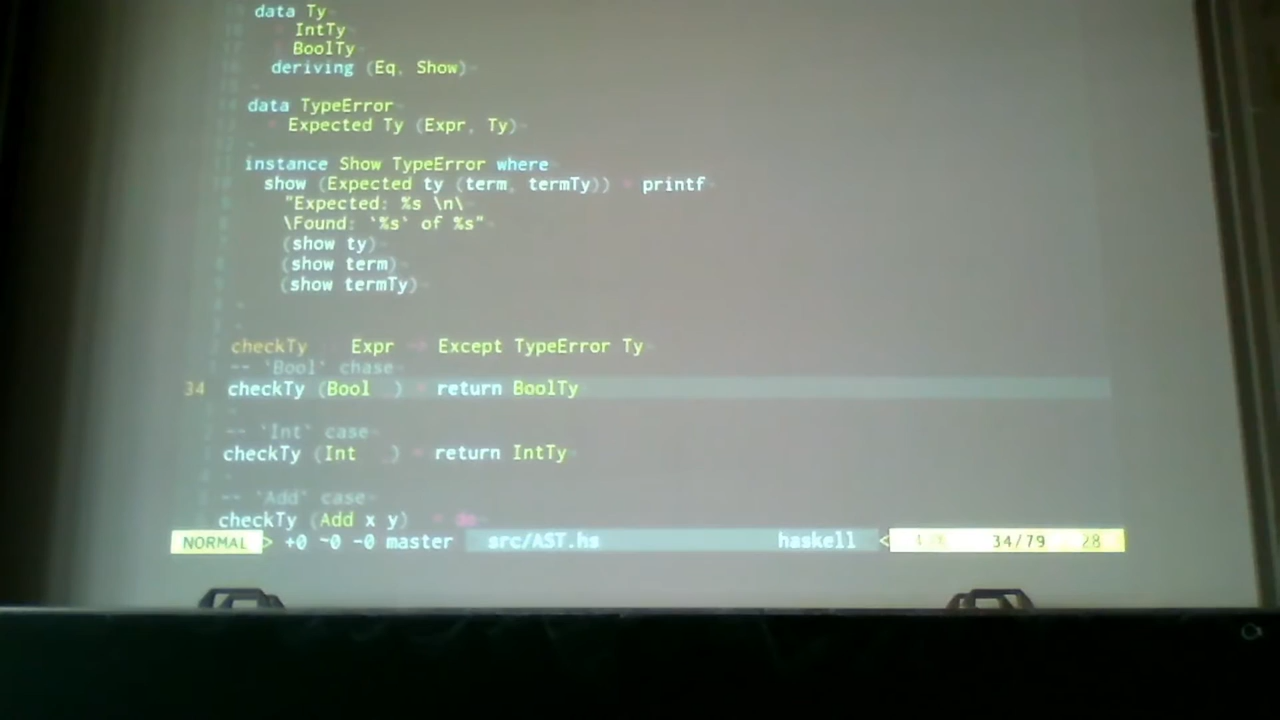 data Ty
IntTy
BoolTy
deriving (Eq, Show)
data TypeError
Expected Ty (Expr, Ty)
instance Show TypeError where
show (Expected ty (term, termTy)) printf
"Expected: %s \n\
\Found: `%s` of %s"
(show ty)
(show term)
(show termTy)
checkTy Expr Except TypeError Ty
-- `Bool` chase
34 checkTy (Bool ) return BoolTy
-- `Int` case
checkTy (Int _) return IntTy
-- `Add` case
checkTy (Add x y) = do
NORMAL > +0 ~0 -0 master src/AST.hs haskell < 34/79 28